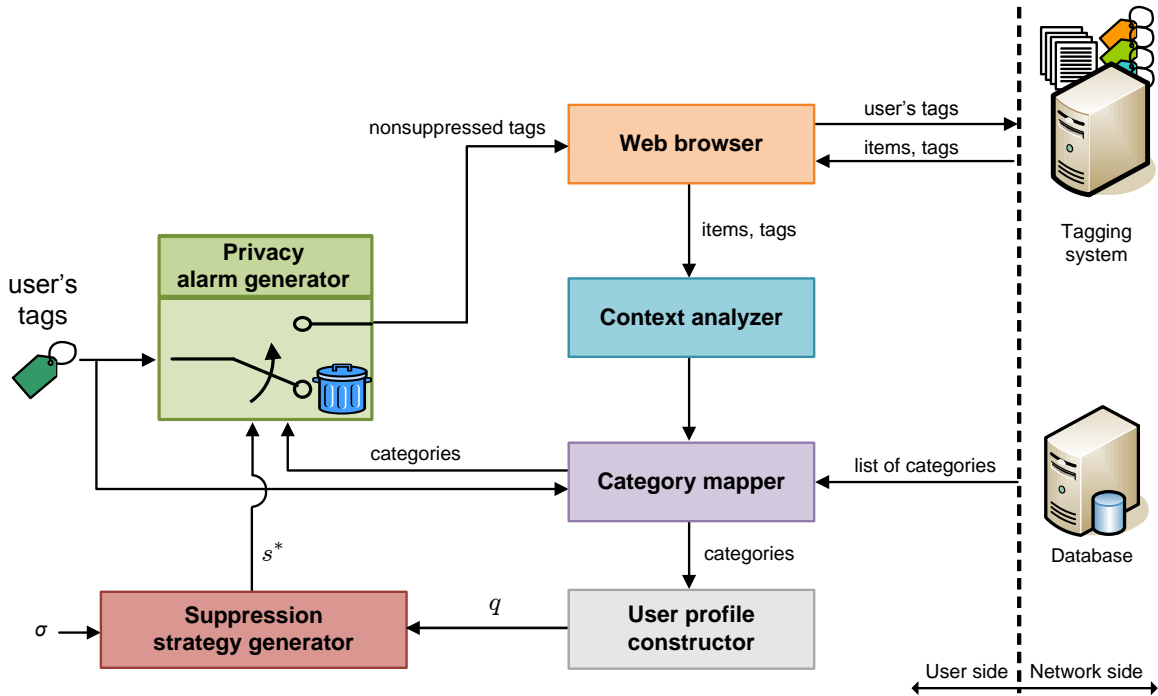 user's tags
nonsuppressed tags
Web browser
items, tags
Tagging
system
items, tags
Privacy
alarm generator
user's
tags
Context analyzer
categories
Category mapper
list of categories
Database
categories
s*
Suppression
strategy generator
σ
q
User profile
constructor
User side
Network side